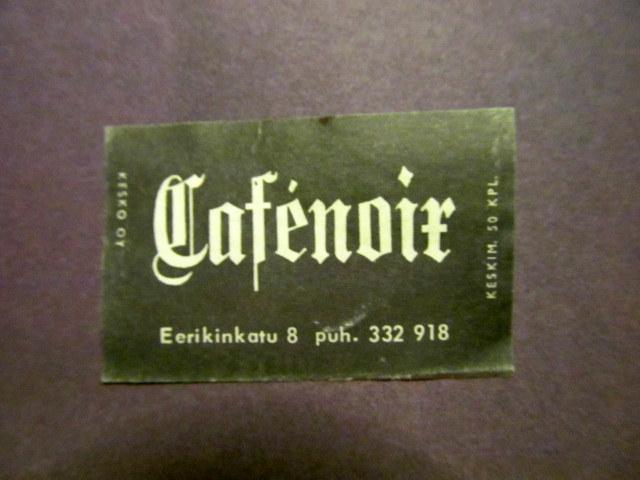 Cafénoir
Eerikinkatu 8 puh. 332 918
KESKO OY
KESKIM. 50 KPL.